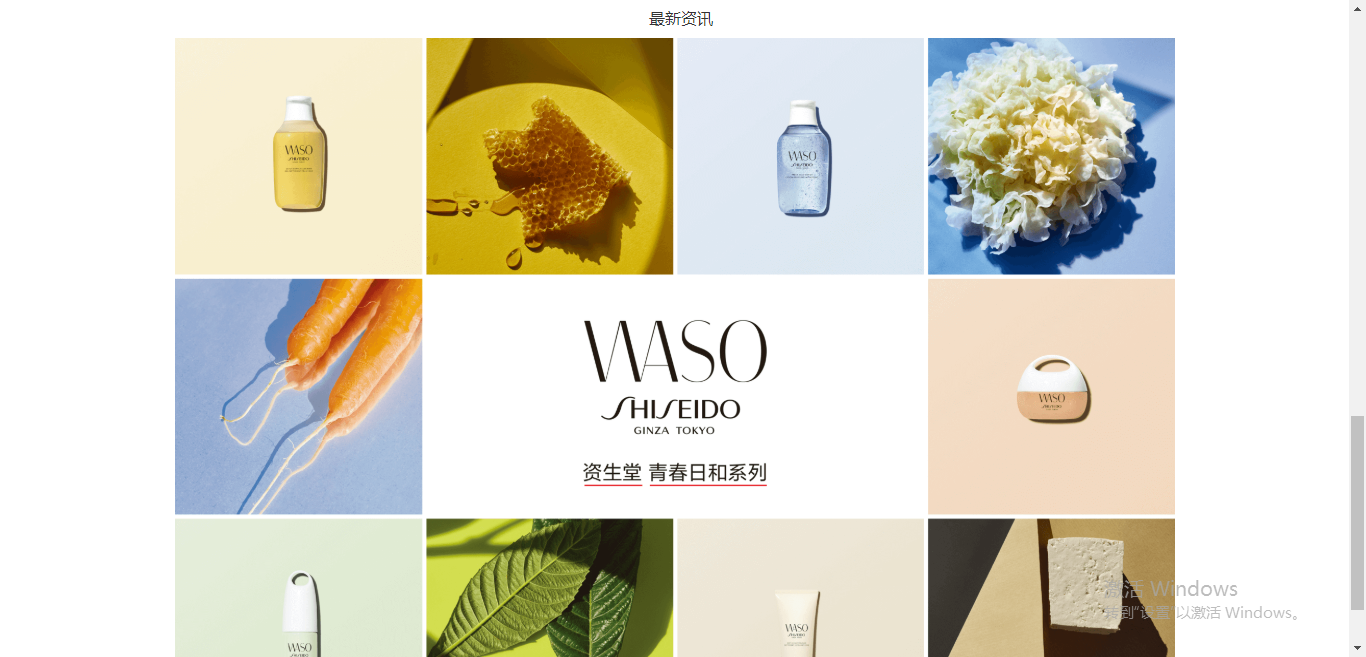 最新资讯
WASO
SHISEIDO
WASO
SHISEIDO
WASO
SHISEIDO
GINZA TOKYO
资生堂 青春日和系列
WASO
SHISEIDO
WASO
SHISEIDO
WASO
SHISEIDO
激活 Windows
转到"设置"以激活 Windows。